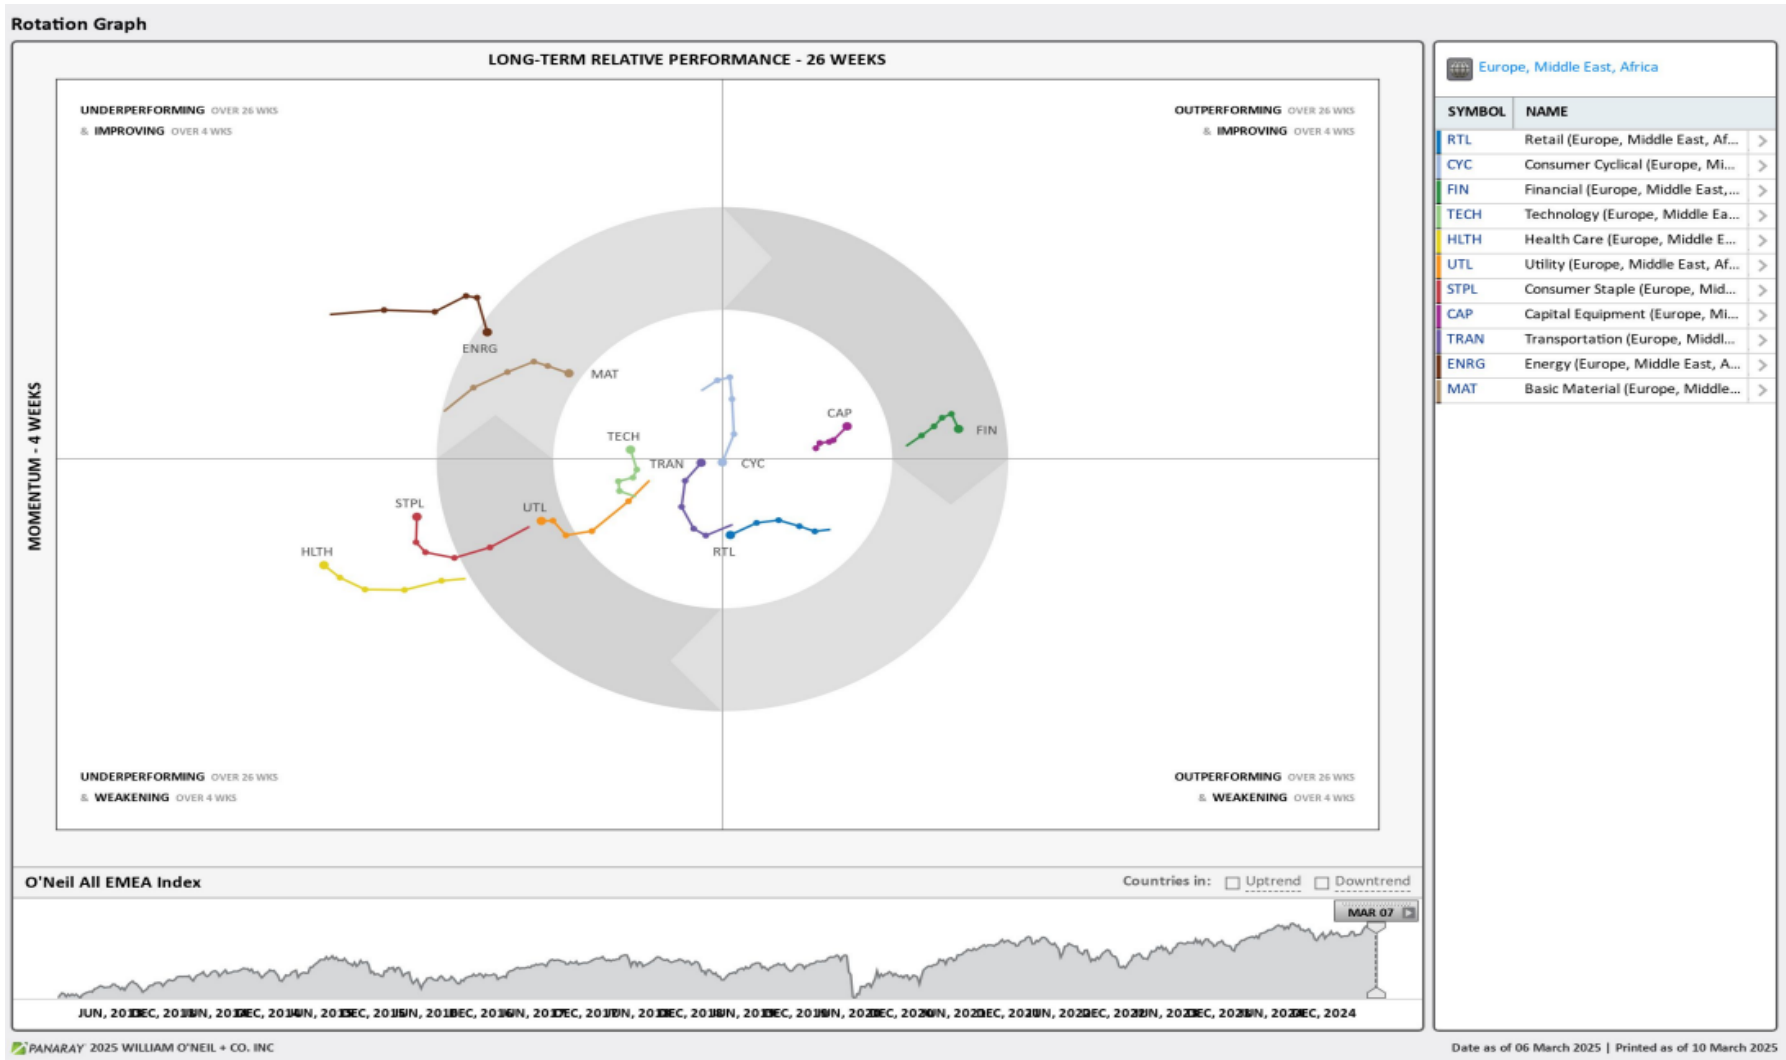 Rotation Graph
LONG-TERM RELATIVE PERFORMANCE - 26 WEEKS
UNDERPERFORMING OVER 26 WKS
& IMPROVING OVER 4 WKS
OUTPERFORMING OVER 26 WKS
& IMPROVING OVER 4 WKS
MOMENTUM - 4 WEEKS
ENRG
MAT
CAP
FIN
TECH
TRAN
CYC
STPL
UTL
HLTH
RTL
UNDERPERFORMING OVER 26 WKS
& WEAKENING OVER 4 WKS
OUTPERFORMING OVER 26 WKS
& WEAKENING OVER 4 WKS
Europe, Middle East, Africa
SYMBOL NAME
RTL Retail (Europe, Middle East, Af...
CYC Consumer Cyclical (Europe, Mi...
FIN Financial (Europe, Middle East,...
TECH Technology (Europe, Middle Ea...
HLTH Health Care (Europe, Middle E...
UTL Utility (Europe, Middle East, Af...
STPL Consumer Staple (Europe, Mid...
CAP Capital Equipment (Europe, Mi...
TRAN Transportation (Europe, Middl...
ENRG Energy (Europe, Middle East, A...
MAT Basic Material (Europe, Middle...
O'Neil All EMEA Index
Countries in: Uptrend Downtrend
MAR 07
DEC, 2024
PANARAY 2025 WILLIAM O'NEIL + CO. INC
Date as of 06 March 2025 | Printed as of 10 March 2025